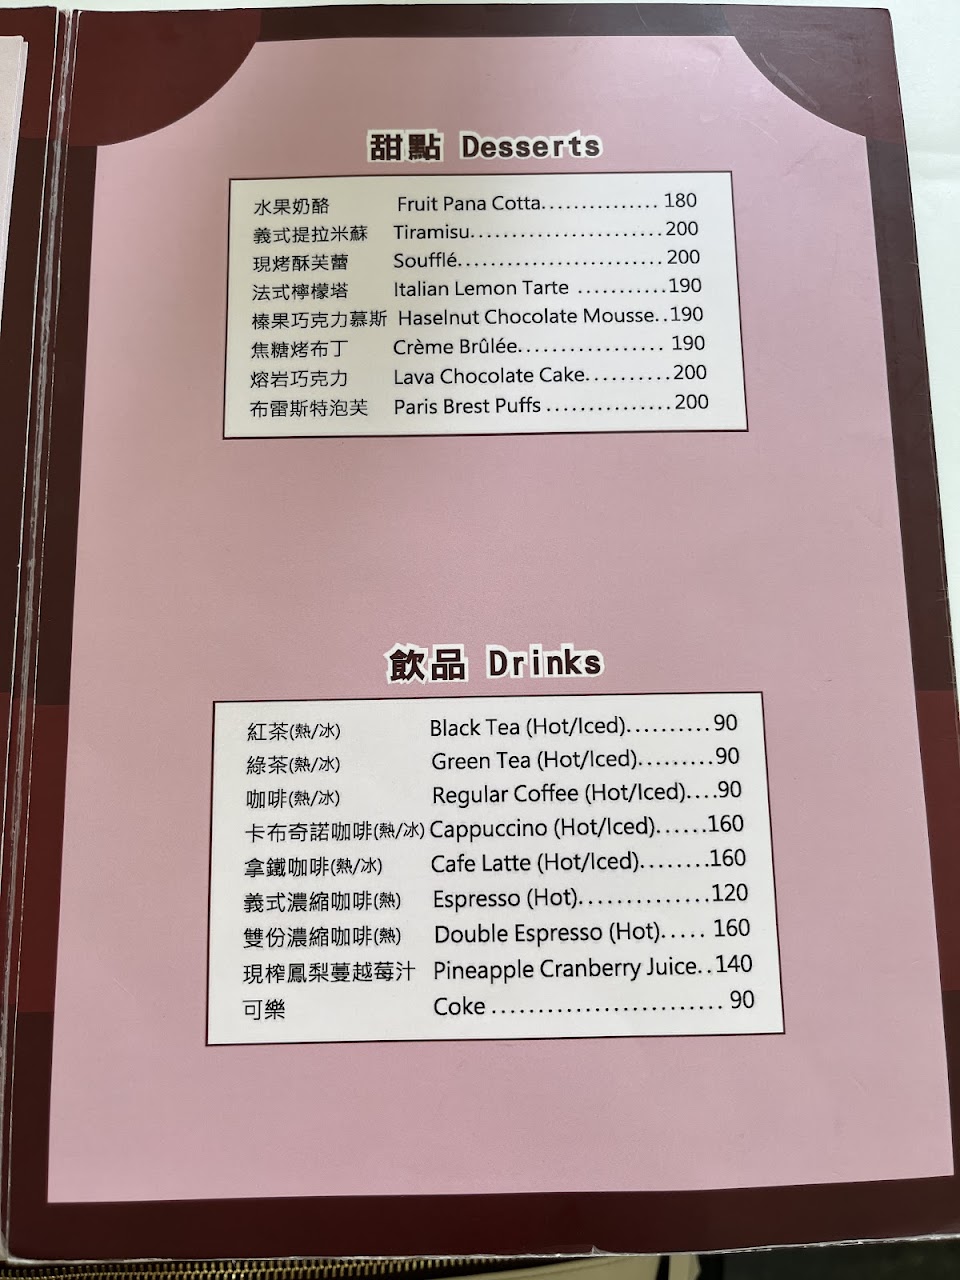 甜點 Desserts
水果奶酪 Fruit Pana Cotta............... 180
義式提拉米蘇 Tiramisu........................200
現烤酥芙蕾 Soufflé......................... 200
法式檸檬塔 Italian Lemon Tarte ...........190
榛果巧克力慕斯 Haselnut Chocolate Mousse..190
焦糖烤布丁 Crème Brûlée.................. 190
熔岩巧克力 Lava Chocolate Cake...........200
布雷斯特泡芙 Paris Brest Puffs ................200
飲品 Drinks
紅茶(熱/冰) Black Tea (Hot/Iced)..........90
綠茶(熱/冰) Green Tea (Hot/Iced).........90
咖啡(熱/冰) Regular Coffee (Hot/Iced)....90
卡布奇諾咖啡(熱/冰) Cappuccino (Hot/Iced)......160
拿鐵咖啡(熱/冰) Cafe Latte (Hot/Iced)........160
義式濃縮咖啡(熱) Espresso (Hot)..............120
雙份濃縮咖啡(熱) Double Espresso (Hot)..... 160
現榨鳳梨蔓越莓汁 Pineapple Cranberry Juice..140
可樂 Coke ........................ 90